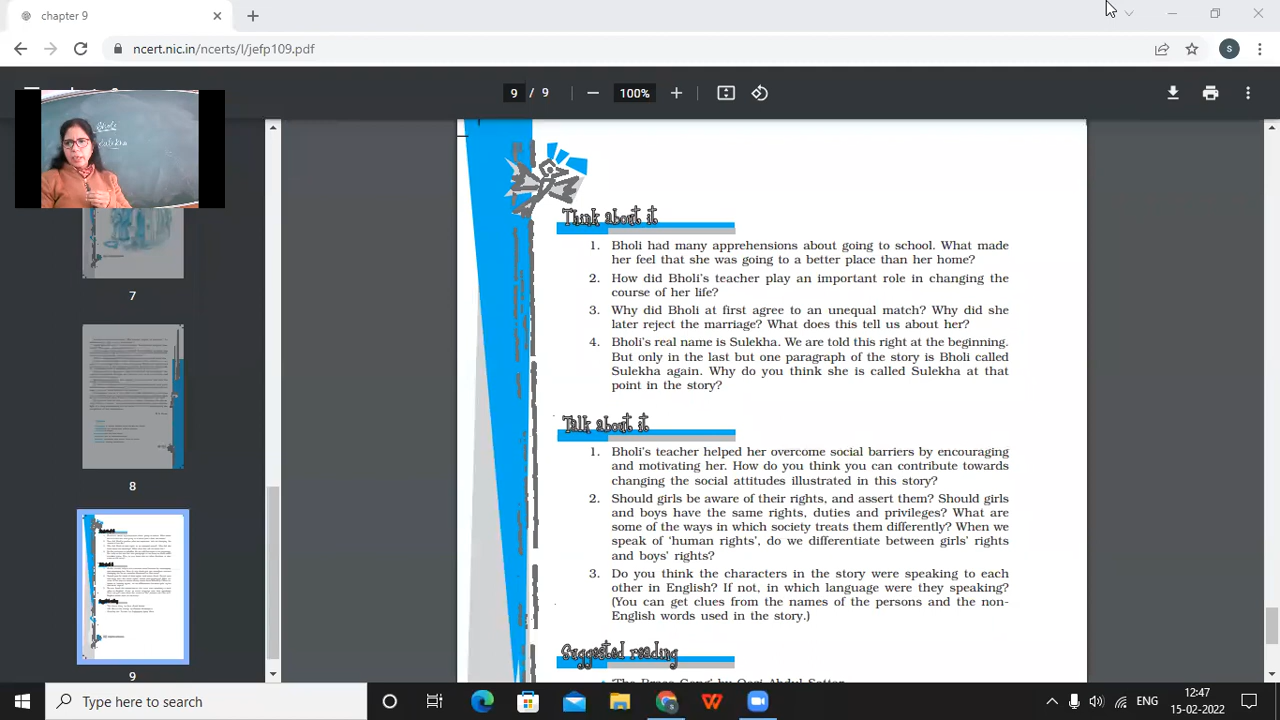 chapter 9
ncert.nic.in/ncerts/l/jefp109.pdf
S
9 / 9
100%
Bholi
Sulekha
7
8
9
Think about it
1. Bholi had many apprehensions about going to school. What made
her feel that she was going to a better place than her home?
2. How did Bholi's teacher play an important role in changing the
course of her life?
3. Why did Bholi at first agree to an unequal match? Why did she
later reject the marriage? What does this tell us about her?
4. Bholi's real name is Sulekha. We are told this right at the beginning.
But only in the last but one paragraph of the story is Bholi called
Sulekha again. Why do you think she is called Sulekha at that
point in the story?
Talk about it
1. Bholi's teacher helped her overcome social barriers by encouraging
and motivating her. How do you think you can contribute towards
changing the social attitudes illustrated in this story?
2. Should girls be aware of their rights, and assert them? Should girls
and boys have the same rights, duties and privileges? What are
some of the ways in which society treats them differently? When we
speak of 'human rights', do we differentiate between girls' rights
and boys' rights?
3. Do you think the characters in the story were speaking to each
other in English? If not, in which language were they speaking?
(You can get clues from the names of the persons and the non-
English words used in the story.)
Suggested reading
Type here to search
ENG
12:47
15-02-2022